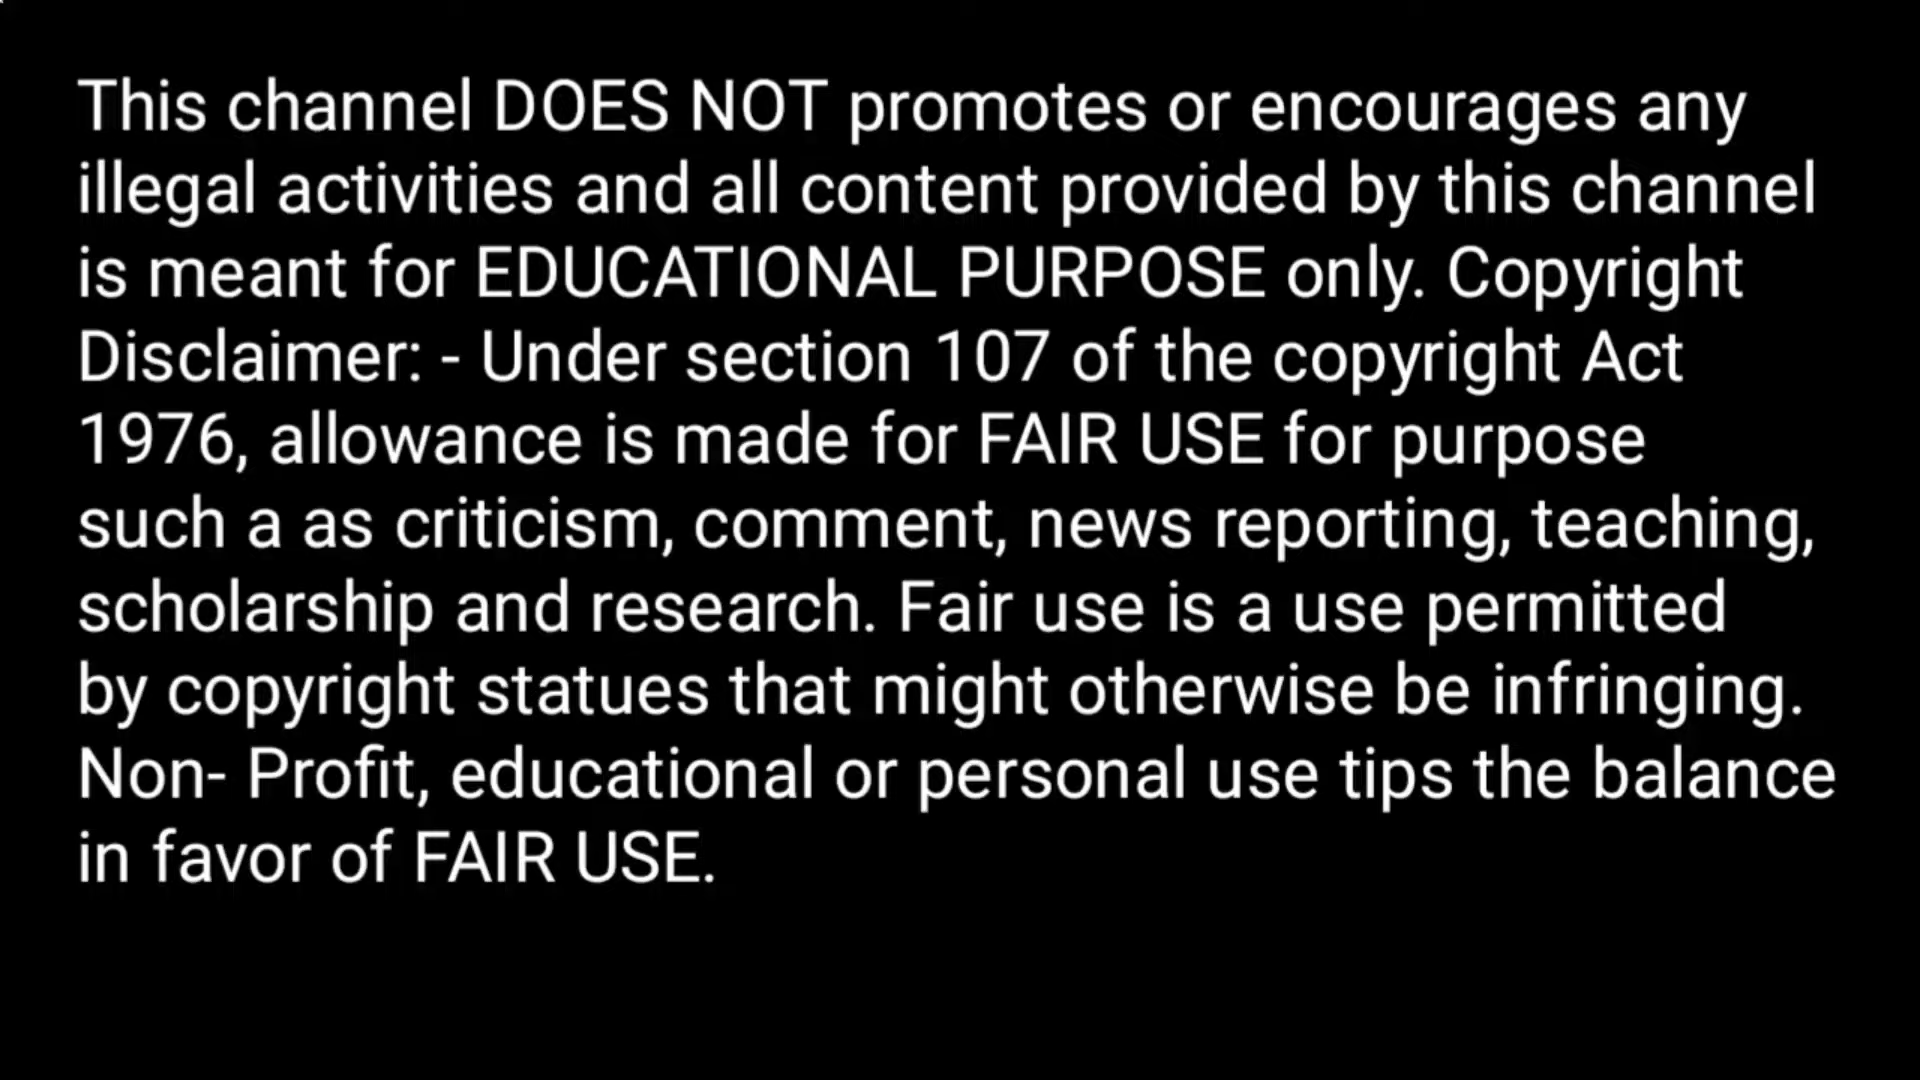 This channel DOES NOT promotes or encourages any
illegal activities and all content provided by this channel
is meant for EDUCATIONAL PURPOSE only. Copyright
Disclaimer: - Under section 107 of the copyright Act
1976, allowance is made for FAIR USE for purpose
such a as criticism, comment, news reporting, teaching,
scholarship and research. Fair use is a use permitted
by copyright statues that might otherwise be infringing.
Non- Profit, educational or personal use tips the balance
in favor of FAIR USE.